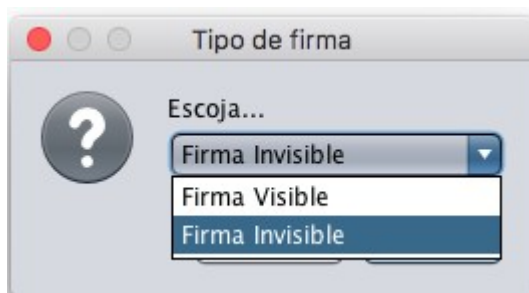 Tipo de firma
Escoja...
Firma Invisible
Firma Visible
Firma Invisible